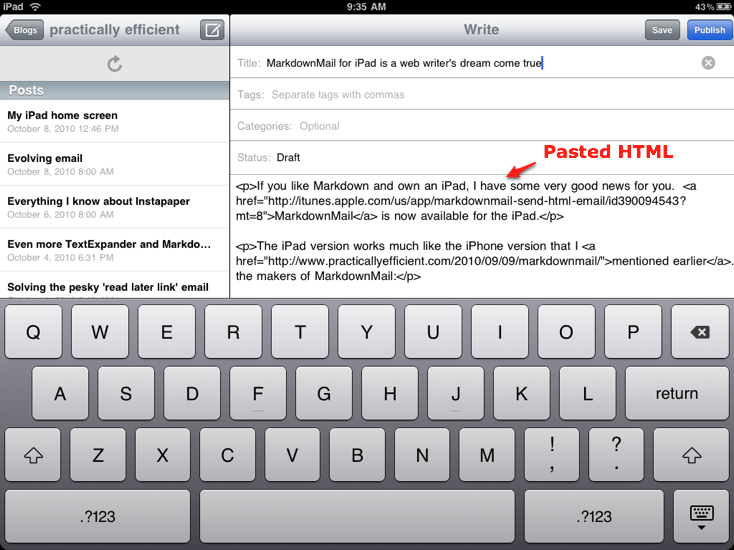 iPad 9:35 AM 43%
Blogs practically efficient
Write Save Publish
Posts
My iPad home screen
October 8, 2010 12:46 PM
Evolving email
October 8, 2010 8:00 AM
Everything I know about Instapaper
October 6, 2010 8:00 AM
Even more TextExpander and Markdo...
October 4, 2010 6:31 PM
Solving the pesky 'read later link' email
Title: MarkdownMail for iPad is a web writer's dream come true
Tags: Separate tags with commas
Categories: Optional
Status: Draft
Pasted HTML
<p>If you like Markdown and own an iPad, I have some very good news for you.  <a
href="http://itunes.apple.com/us/app/markdownmail-send-html-email/id390094543?
mt=8">MarkdownMail</a> is now available for the iPad.</p>
<p>The iPad version works much like the iPhone version that I <a
href="http://www.practicallyefficient.com/2010/09/09/markdownmail/">mentioned earlier</a>.
the makers of MarkdownMail:</p>
Q W E R T Y U I O P
A S D F G H J K L return
Z X C V B N M ! , ? .
.?123 .?123